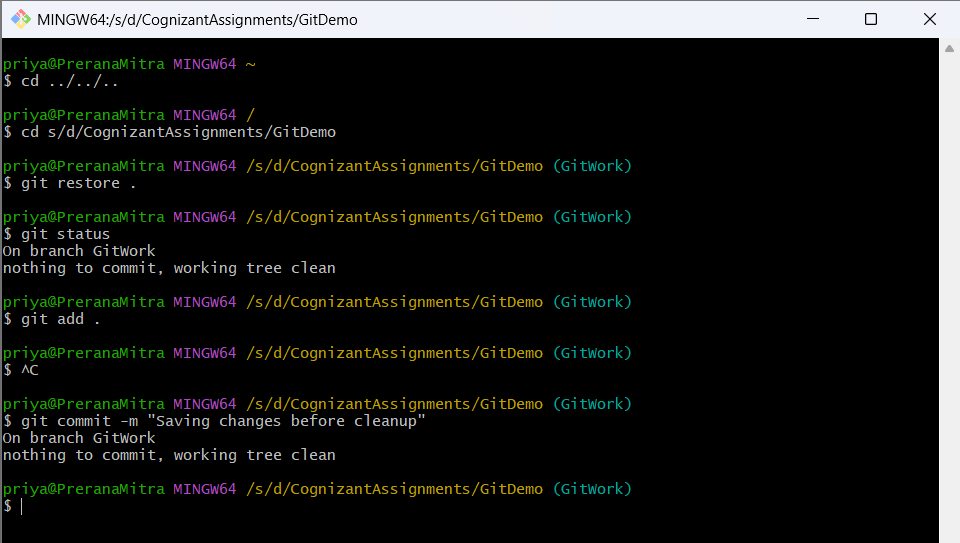 MINGW64:/s/d/CognizantAssignments/GitDemo
priya@PreranaMitra MINGW64 ~
$ cd ../../..
priya@PreranaMitra MINGW64 /
$ cd s/d/CognizantAssignments/GitDemo
priya@PreranaMitra MINGW64 /s/d/CognizantAssignments/GitDemo (GitWork)
$ git restore .
priya@PreranaMitra MINGW64 /s/d/CognizantAssignments/GitDemo (GitWork)
$ git status
On branch GitWork
nothing to commit, working tree clean
priya@PreranaMitra MINGW64 /s/d/CognizantAssignments/GitDemo (GitWork)
$ git add .
priya@PreranaMitra MINGW64 /s/d/CognizantAssignments/GitDemo (GitWork)
$ ^C
priya@PreranaMitra MINGW64 /s/d/CognizantAssignments/GitDemo (GitWork)
$ git commit -m "Saving changes before cleanup"
On branch GitWork
nothing to commit, working tree clean
priya@PreranaMitra MINGW64 /s/d/CognizantAssignments/GitDemo (GitWork)
$